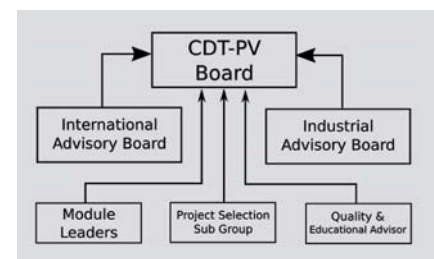 CDT-PV
Board
International
Advisory Board
Industrial
Advisory Board
Module
Leaders
Project Selection
Sub Group
Quality &
Educational Advisor